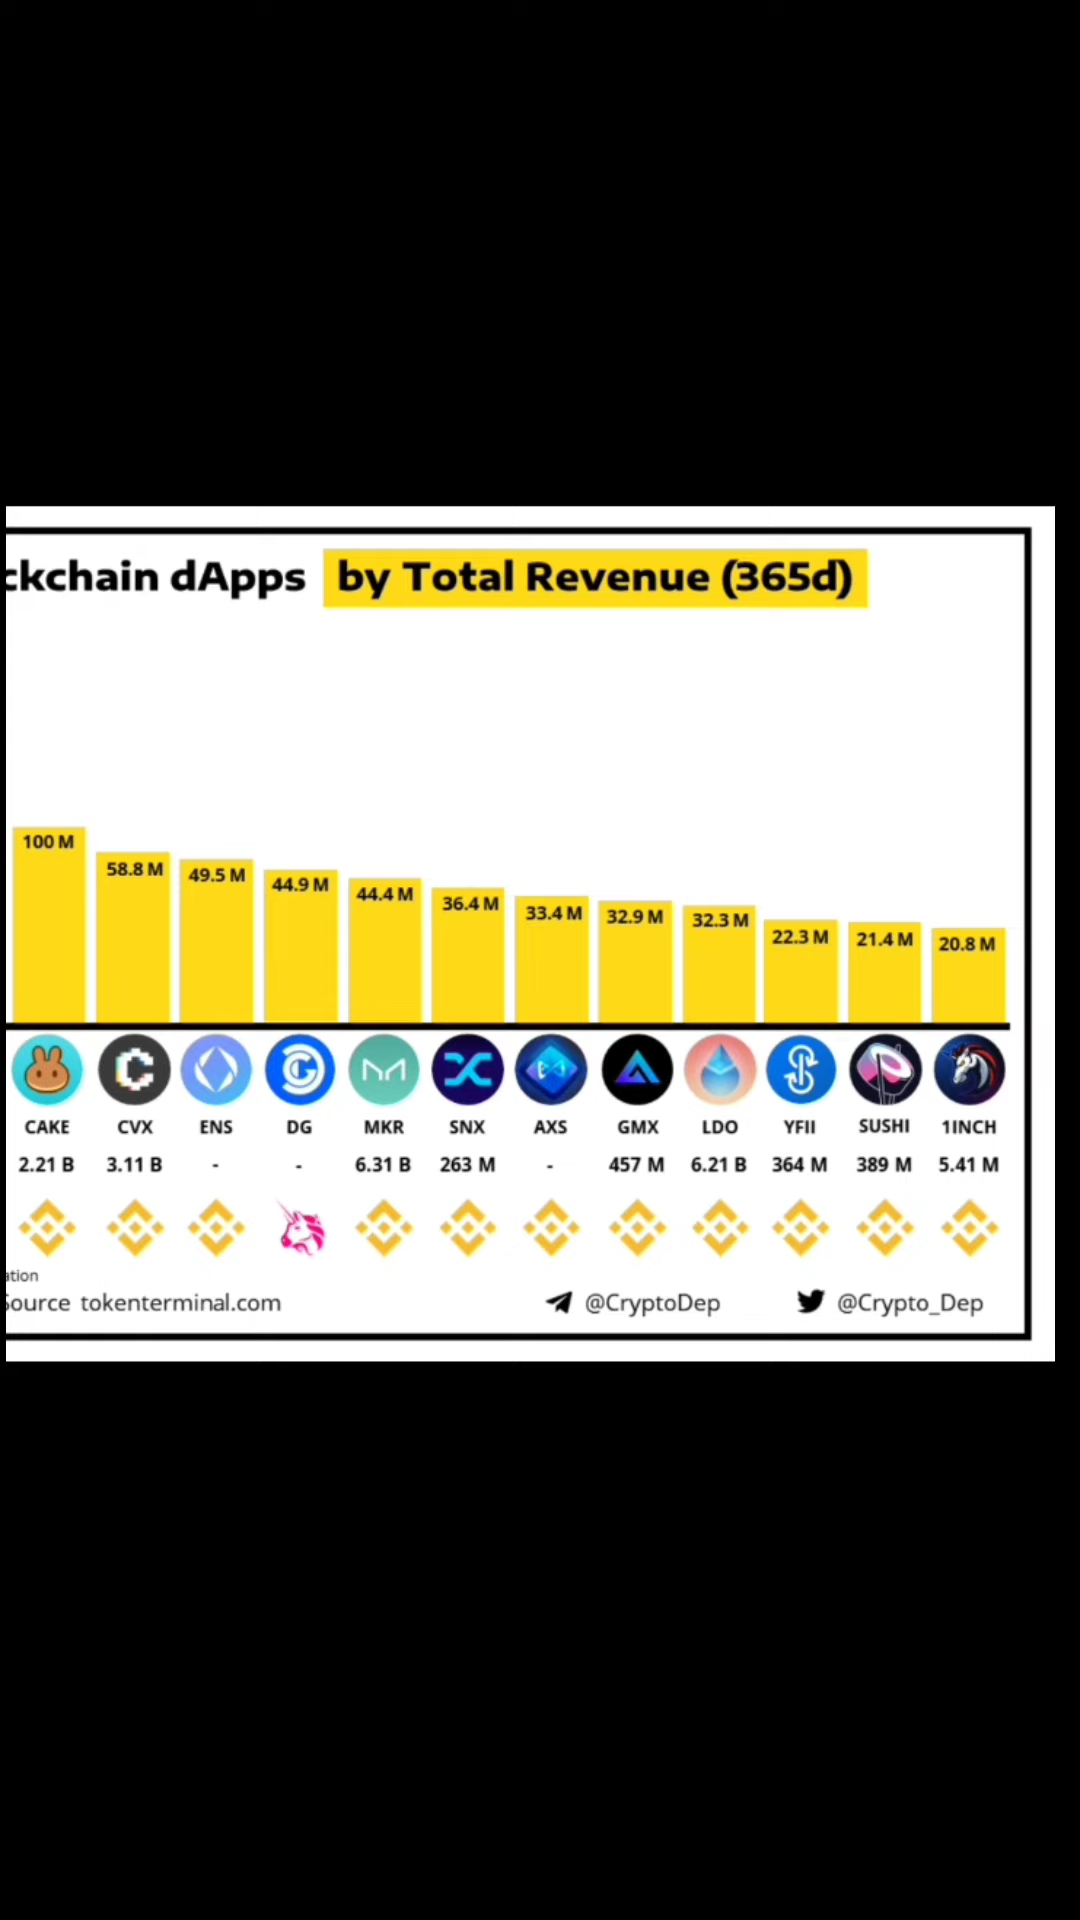 ckchain dApps by Total Revenue (365d)
100 M 58.8 M 49.5 M 44.9 M 44.4 M 36.4 M 33.4 M 32.9 M 32.3 M 22.3 M 21.4 M 20.8 M
CAKE CVX ENS DG MKR SNX AXS GMX LDO YFII SUSHI 1INCH
2.21 B 3.11 B - - 6.31 B 263 M - 457 M 6.21 B 364 M 389 M 5.41 M
ation
Source tokenterminal.com @CryptoDep @Crypto_Dep